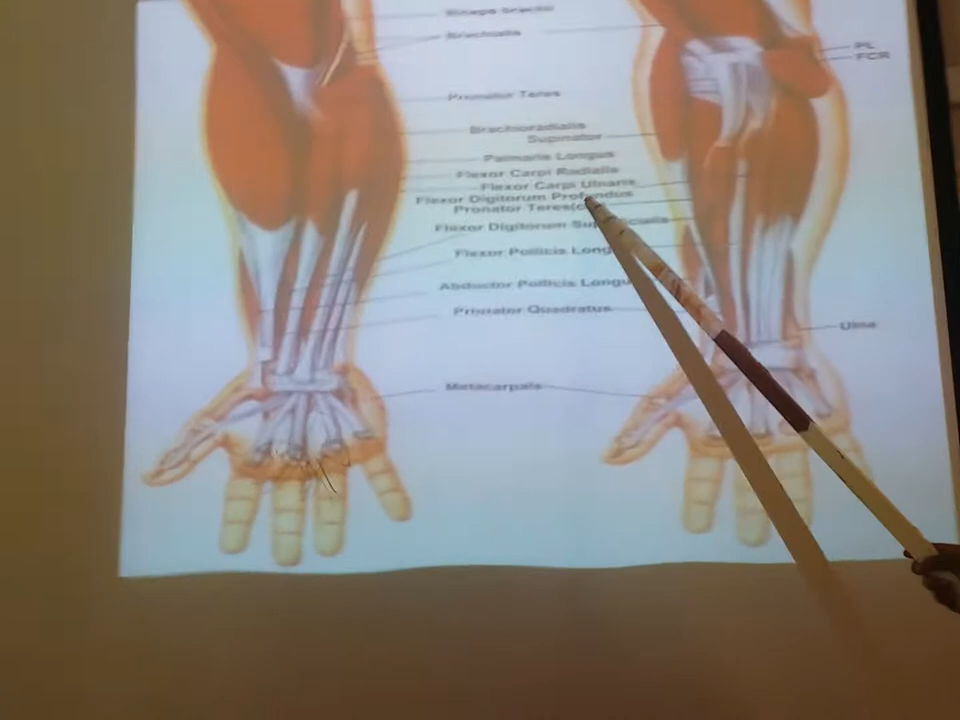 Biceps brachii
Brachialis
PL
FCR
Pronator Teres
Brachioradialis
Supinator
Palmaris Longus
Flexor Carpi Radialis
Flexor Carpi Ulnaris
Flexor Digitorum Profundus
Pronator Teres
Flexor Digitorum
Flexor Pollicis
Abductor Pollicis
Pronator Quadratus
Ulna
Metacarpals